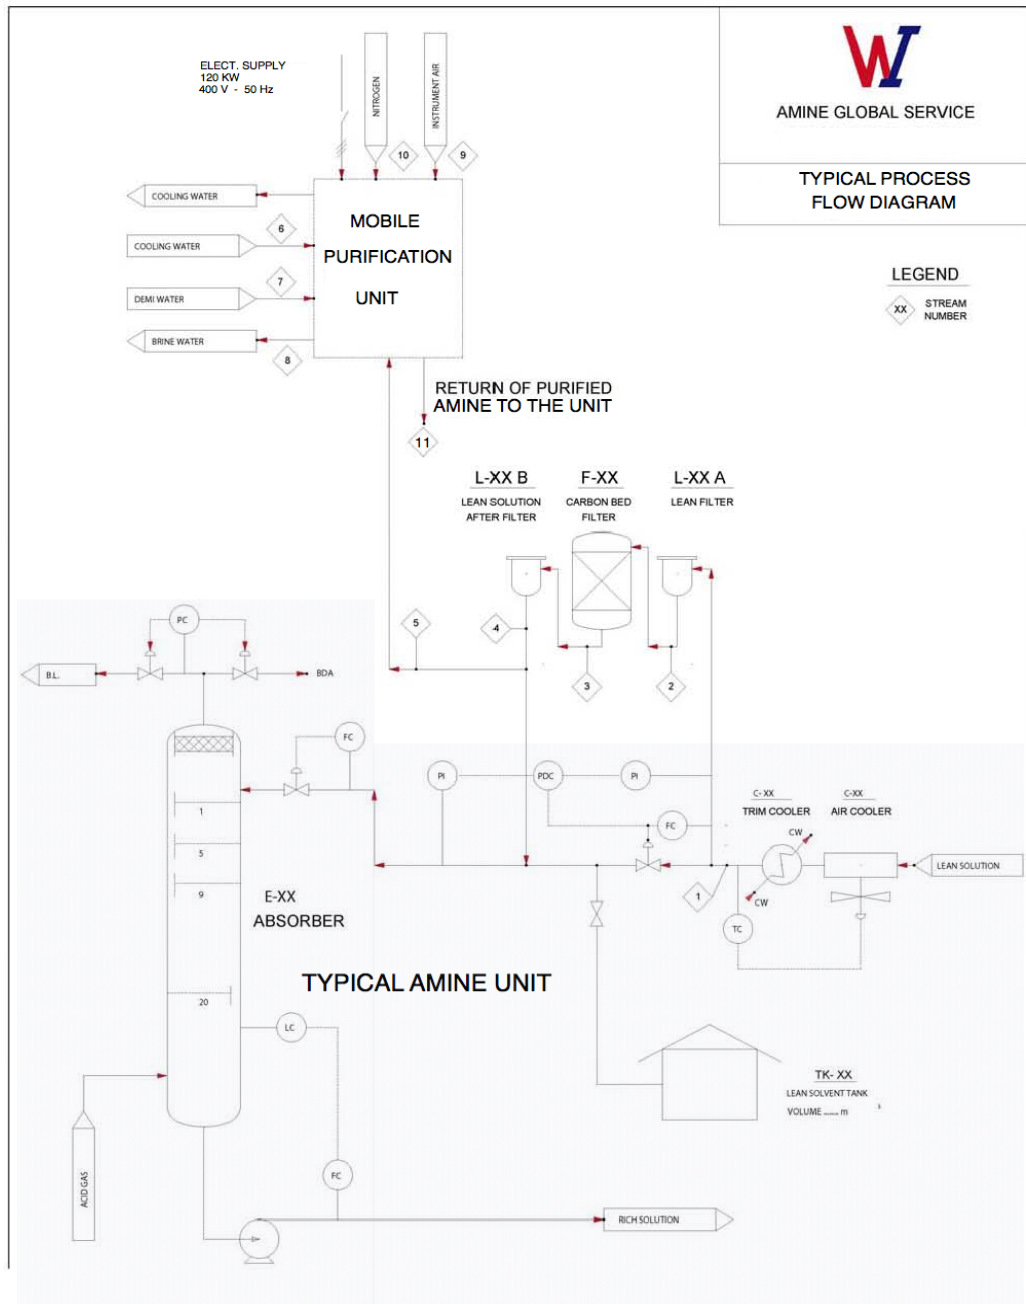 WI
AMINE GLOBAL SERVICE
TYPICAL PROCESS
FLOW DIAGRAM
LEGEND
XX
STREAM
NUMBER
ELECT. SUPPLY
120 KW
400 V - 50 Hz
NITROGEN
INSTRUMENT AIR
10
9
COOLING WATER
6
COOLING WATER
7
DEMI WATER
BRINE WATER
8
MOBILE
PURIFICATION
UNIT
RETURN OF PURIFIED
AMINE TO THE UNIT
11
L-XX B
LEAN SOLUTION
AFTER FILTER
F-XX
CARBON BED
FILTER
L-XX A
LEAN FILTER
5
4
3
2
PC
B.L.
BDA
FC
PI
PDC
PI
FC
C- XX
TRIM COOLER
C-XX
AIR COOLER
CW
CW
LEAN SOLUTION
1
TC
1
5
9
20
E-XX
ABSORBER
TYPICAL AMINE UNIT
LC
TK- XX
LEAN SOLVENT TANK
VOLUME ....... m 3
ACID GAS
FC
RICH SOLUTION